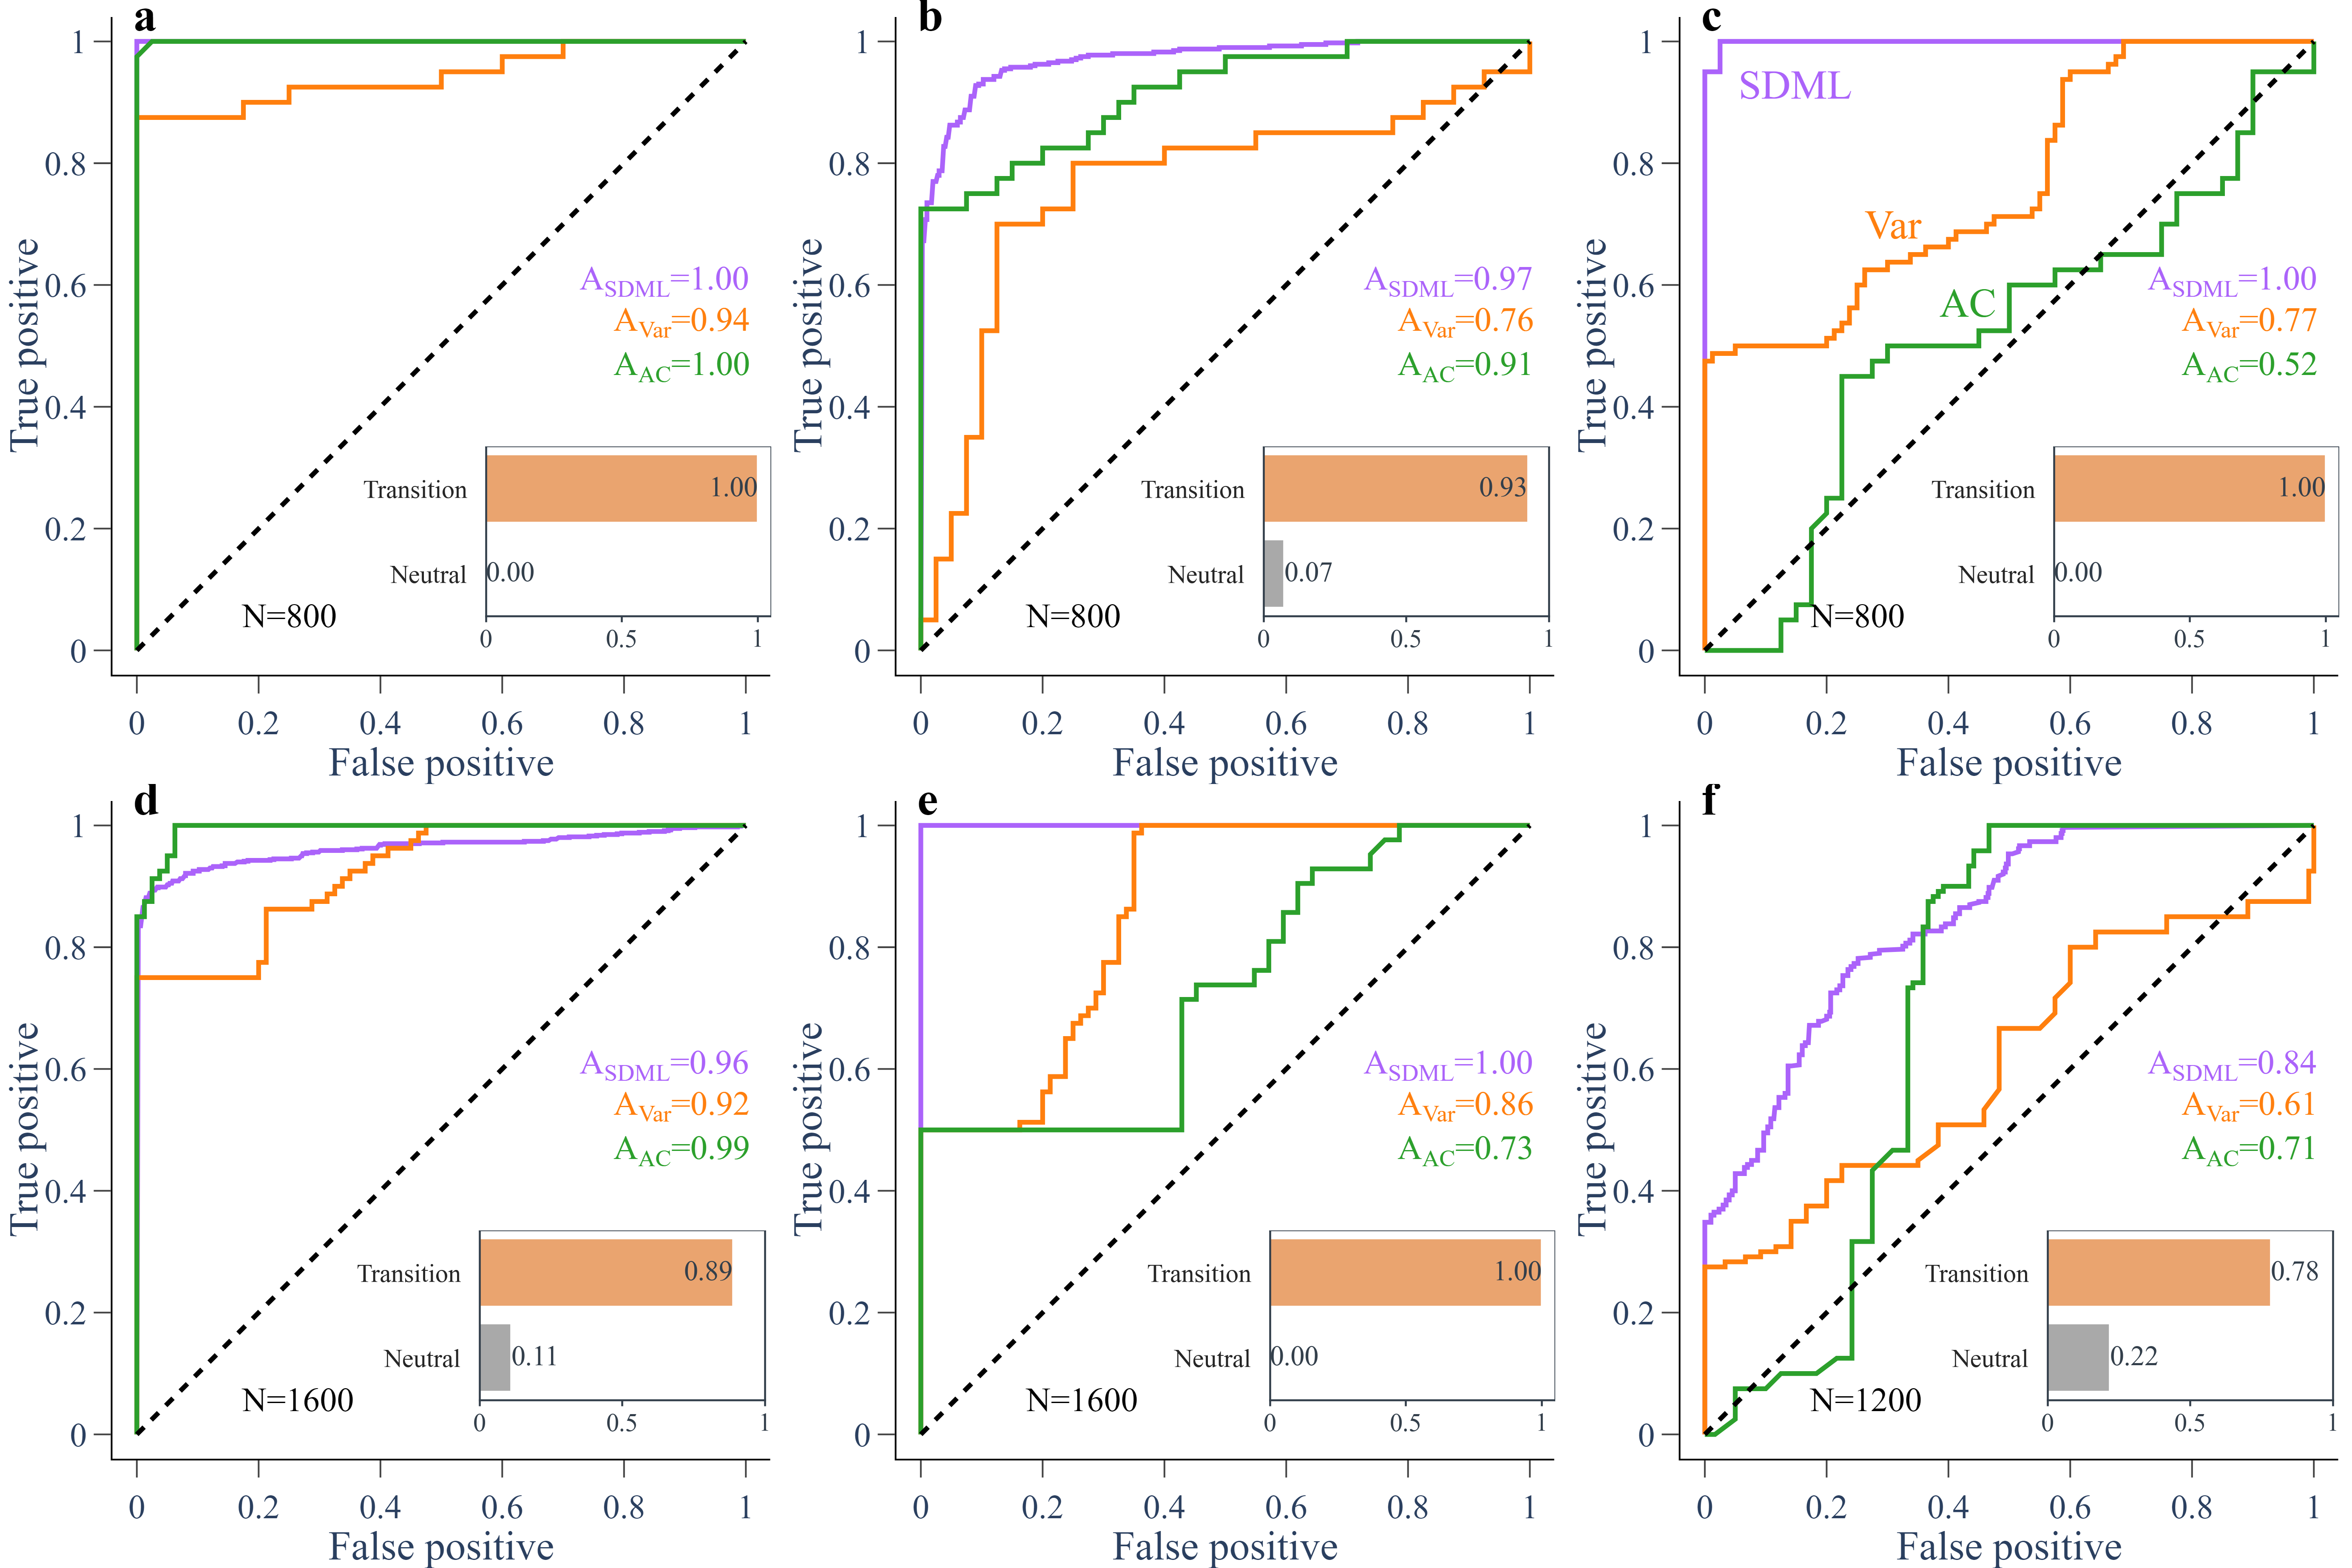 a
True positive
1
0.8
0.6
0.4
0.2
0
A_SDML=1.00
A_Var=0.94
A_AC=1.00
Transition 1.00
Neutral 0.00
0 0.5 1
N=800
0 0.2 0.4 0.6 0.8 1
False positive
b
True positive
1
0.8
0.6
0.4
0.2
0
A_SDML=0.97
A_Var=0.76
A_AC=0.91
Transition 0.93
Neutral 0.07
0 0.5 1
N=800
0 0.2 0.4 0.6 0.8 1
False positive
c
True positive
1
0.8
0.6
0.4
0.2
0
SDML
Var
AC
A_SDML=1.00
A_Var=0.77
A_AC=0.52
Transition 1.00
Neutral 0.00
0 0.5 1
N=800
0 0.2 0.4 0.6 0.8 1
False positive
d
True positive
1
0.8
0.6
0.4
0.2
0
A_SDML=0.96
A_Var=0.92
A_AC=0.99
Transition 0.89
Neutral 0.11
0 0.5 1
N=1600
0 0.2 0.4 0.6 0.8 1
False positive
e
True positive
1
0.8
0.6
0.4
0.2
0
A_SDML=1.00
A_Var=0.86
A_AC=0.73
Transition 1.00
Neutral 0.00
0 0.5 1
N=1600
0 0.2 0.4 0.6 0.8 1
False positive
f
True positive
1
0.8
0.6
0.4
0.2
0
A_SDML=0.84
A_Var=0.61
A_AC=0.71
Transition 0.78
Neutral 0.22
0 0.5 1
N=1200
0 0.2 0.4 0.6 0.8 1
False positive